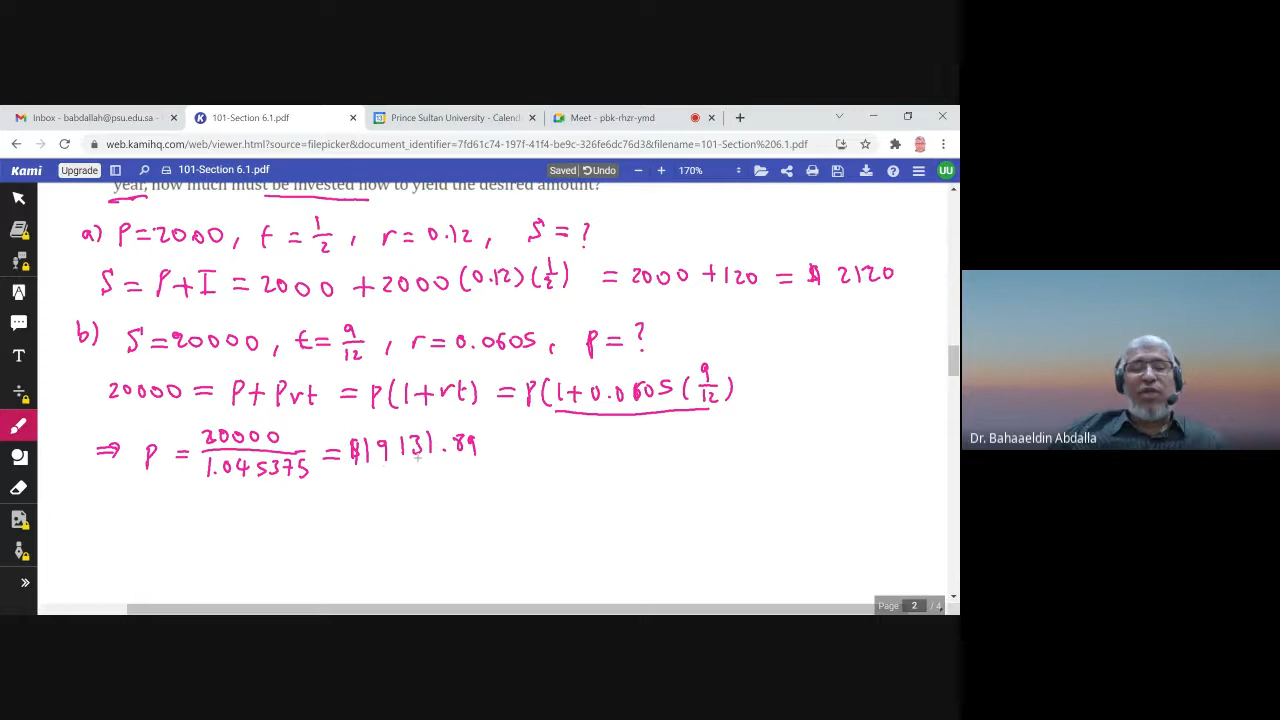 Inbox - babdallah@psu.edu.sa - 101-Section 6.1.pdf Prince Sultan University - Calend Meet - pbk-rhzr-ymd
web.kamihq.com/web/viewer.html?source=filepicker&document_identifier=7fd61c74-197f-41f4-be9c-326fe6dc76d3&filename=101-Section%206.1.pdf
Kami Upgrade 101-Section 6.1.pdf Saved Undo 170% UU
year, how much must be invested now to yield the desired amount?
a) P=2000, t=1/2, r=0.12, S=?
S = P+I = 2000 + 2000(0.12)(1/2) = 2000 + 120 = $ 2120
b) S=20000, t=9/12, r=0.0605, P=?
20000 = P+Prt = P(1+rt) = P(1+0.0605(9/12)
⇒ P = 20000/1.045375 = $19131.89
Dr. Bahaaeldin Abdalla
Page 2 / 4